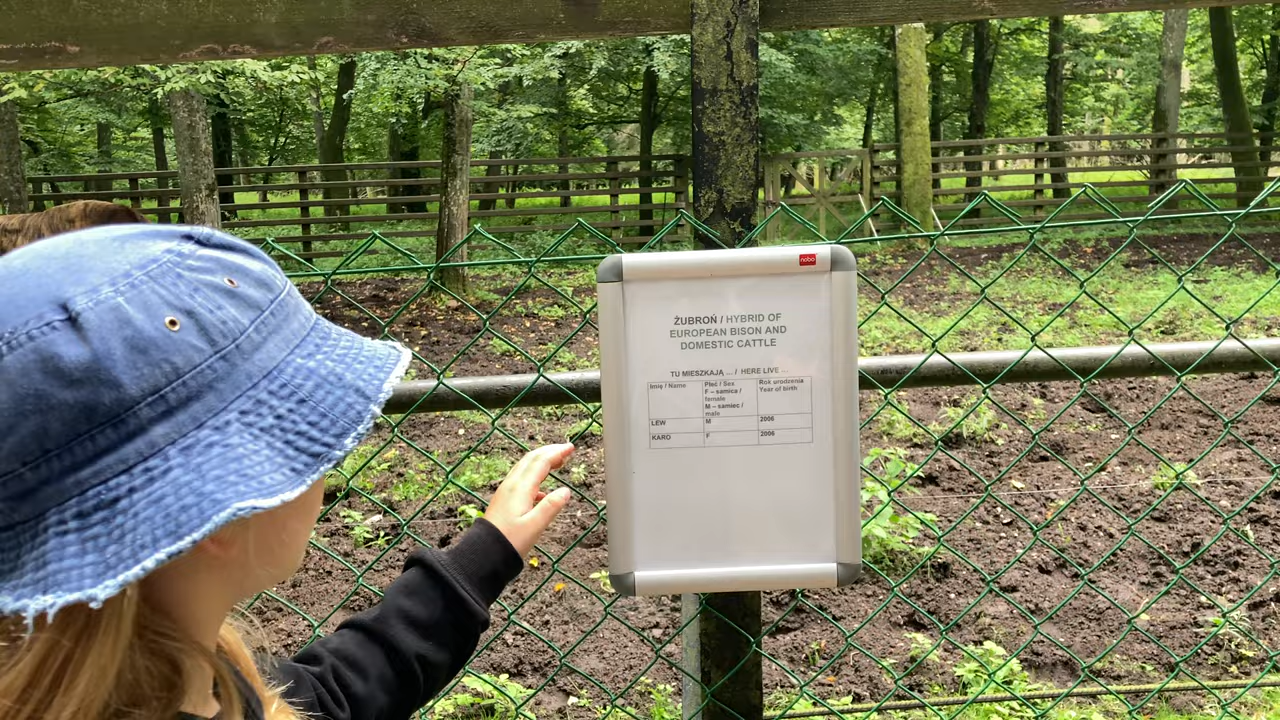 nobo
ŻUBROŃ / HYBRID OF
EUROPEAN BISON AND
DOMESTIC CATTLE
TU MIESZKAJĄ ... / HERE LIVE ...
Imię / Name
Płeć / Sex
F – samica /
female
M – samiec /
male
Rok urodzenia
Year of birth
LEW M 2006
KARO F 2006